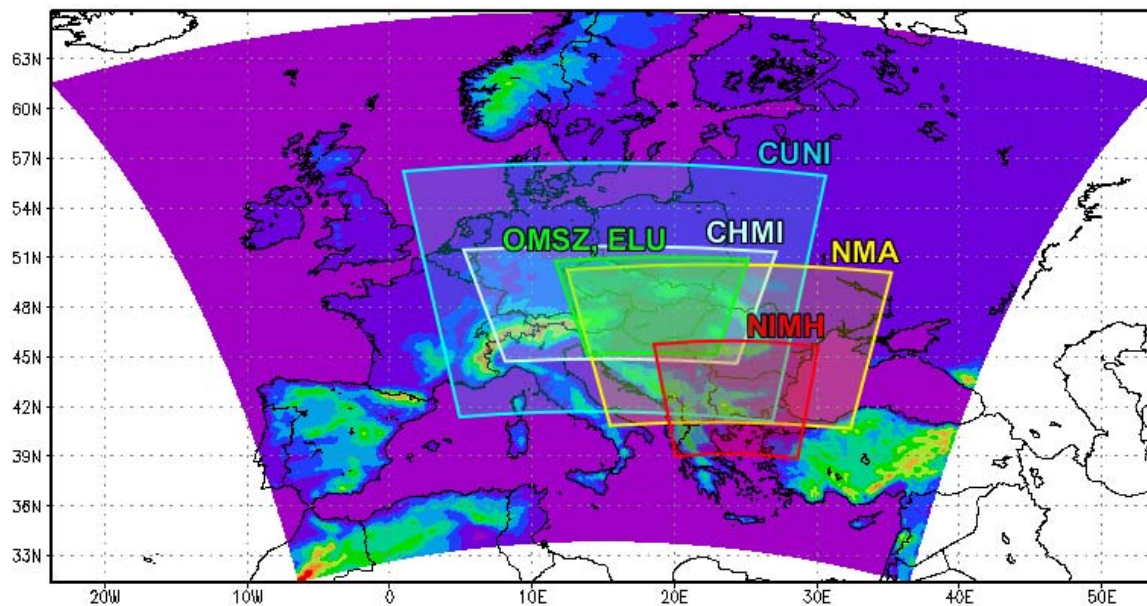 63N
60N
57N
54N
51N
48N
45N
42N
39N
36N
33N
CUNI
CHMI
OMSZ, ELU
NMA
NIMH
20W 10W 0 10E 20E 30E 40E 50E